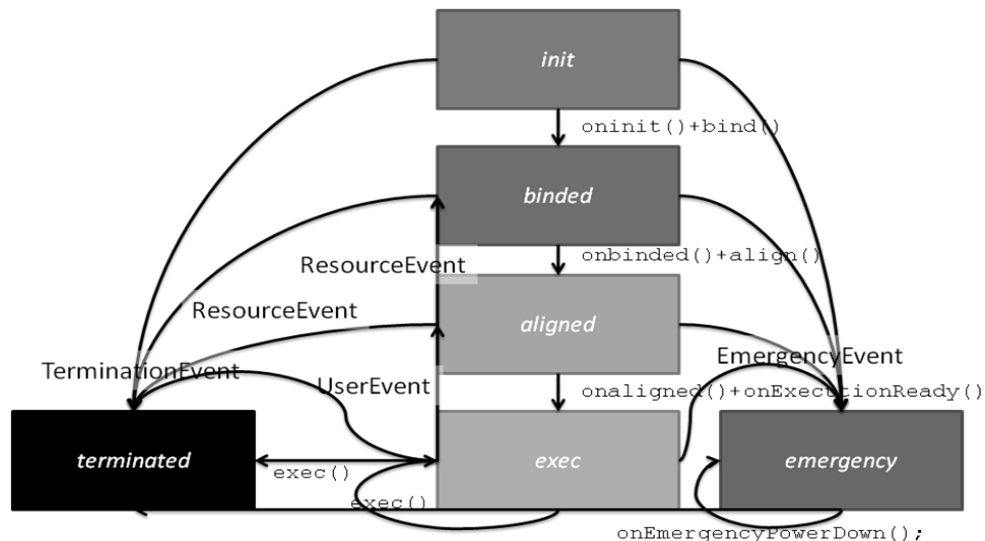 init
oninit()+bind()
binded
onbinded()+align()
ResourceEvent
ResourceEvent
aligned
EmergencyEvent
TerminationEvent
UserEvent
onaligned()+onExecutionReady()
terminated
exec
emergency
exec()
exec()
onEmergencyPowerDown();